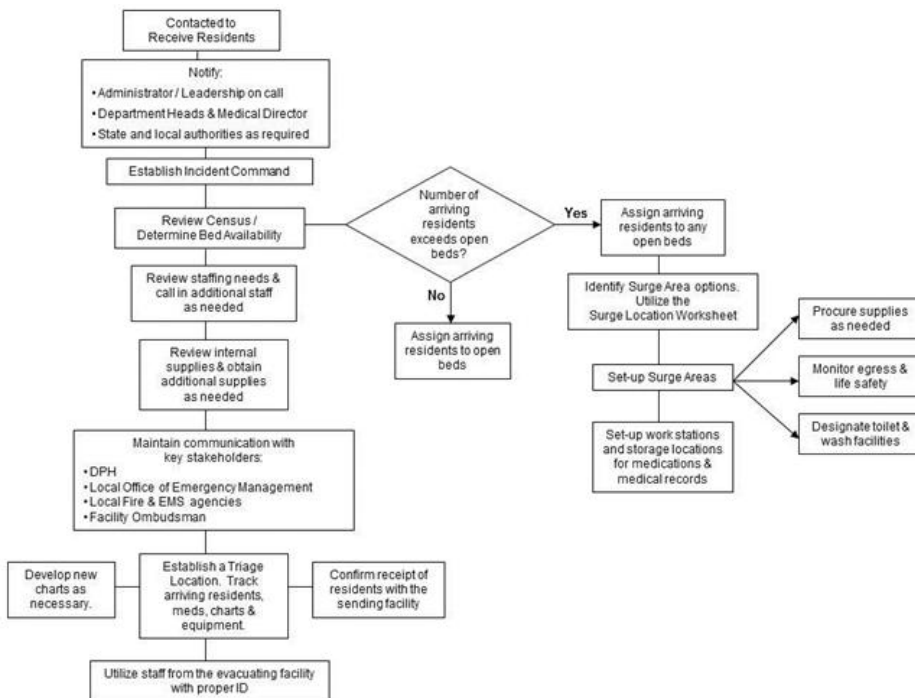 Contacted to
Receive Residents
Notify:
• Administrator / Leadership on call
• Department Heads & Medical Director
• State and local authorities as required
Establish Incident Command
Review Census /
Determine Bed Availability
Number of
arriving
residents
exceeds open
beds?
Yes
Assign arriving
residents to any
open beds
No
Assign arriving
residents to open
beds
Identify Surge Area options.
Utilize the
Surge Location Worksheet
Set-up Surge Areas
Procure supplies
as needed
Monitor egress &
life safety
Designate toilet &
wash facilities
Set-up work stations
and storage locations
for medications &
medical records
Review staffing needs &
call in additional staff
as needed
Review internal
supplies & obtain
additional supplies
as needed
Maintain communication with
key stakeholders:
• DPH
• Local Office of Emergency Management
• Local Fire & EMS agencies
• Facility Ombudsman
Develop new
charts as
necessary.
Establish a Triage
Location. Track
arriving residents,
meds, charts &
equipment.
Confirm receipt of
residents with the
sending facility
Utilize staff from the evacuating facility
with proper ID